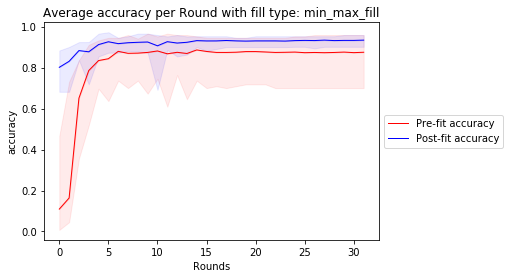 Average accuracy per Round with fill type: min_max_fill
accuracy
1.0
0.8
0.6
0.4
0.2
0.0
0 5 10 15 20 25 30
Rounds
Pre-fit accuracy
Post-fit accuracy